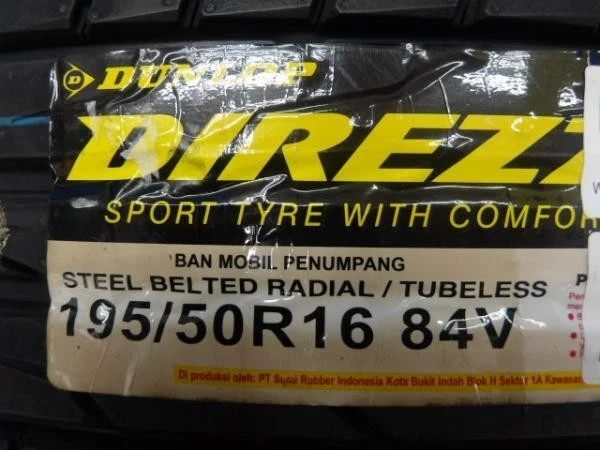 DUNLOP
DIREZZ
SPORT TYRE WITH COMFOR
BAN MOBIL PENUMPANG
STEEL BELTED RADIAL / TUBELESS
195/50R16 84V
Di produksi oleh: PT Sumi Rubber Indonesia Kota Bukit Indah Blok H Sektor 1A Kawasan